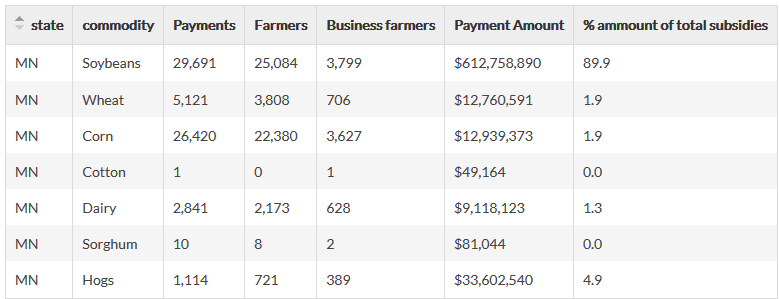 state commodity Payments Farmers Business farmers Payment Amount % ammount of total subsidies
MN Soybeans 29,691 25,084 3,799 $612,758,890 89.9
MN Wheat 5,121 3,808 706 $12,760,591 1.9
MN Corn 26,420 22,380 3,627 $12,939,373 1.9
MN Cotton 1 0 1 $49,164 0.0
MN Dairy 2,841 2,173 628 $9,118,123 1.3
MN Sorghum 10 8 2 $81,044 0.0
MN Hogs 1,114 721 389 $33,602,540 4.9